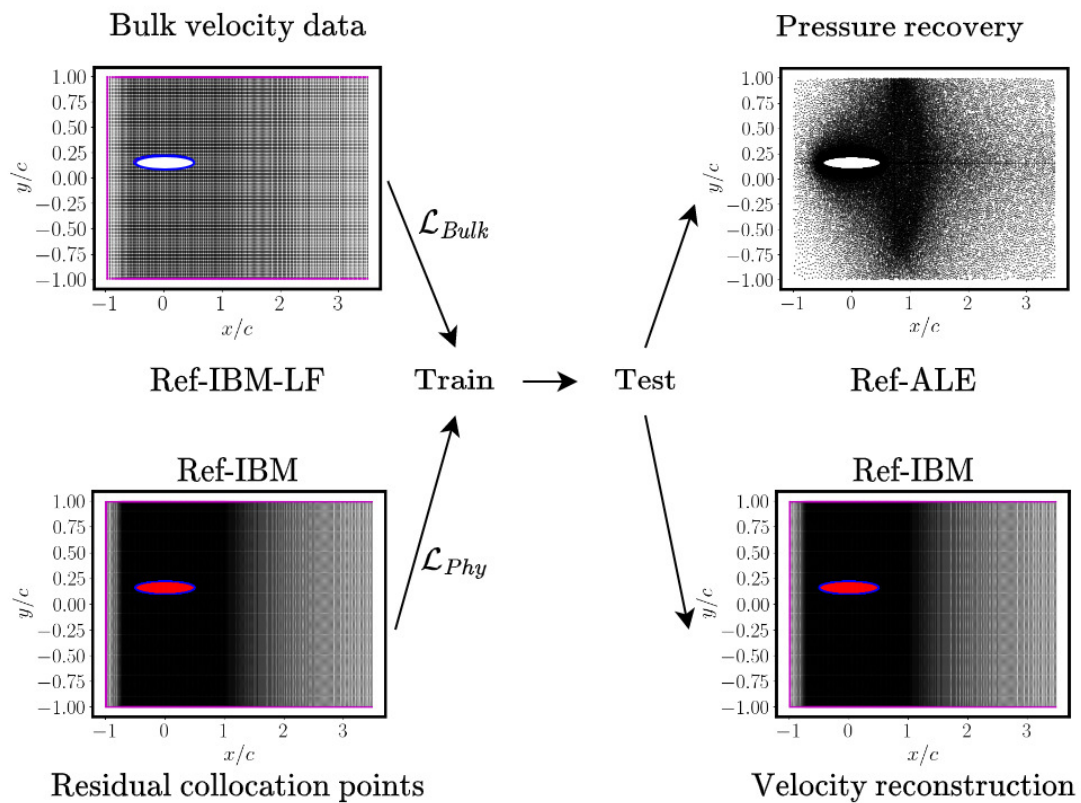 Bulk velocity data
Pressure recovery
1.00
0.75
0.50
0.25
0.00
−0.25
−0.50
−0.75
−1.00
y/c
−1 0 1 2 3
x/c
1.00
0.75
0.50
0.25
0.00
−0.25
−0.50
−0.75
−1.00
y/c
−1 0 1 2 3
x/c
ℒ_Bulk
Ref-IBM-LF
Train
Test
Ref-ALE
ℒ_Phy
Ref-IBM
1.00
0.75
0.50
0.25
0.00
−0.25
−0.50
−0.75
−1.00
y/c
−1 0 1 2 3
x/c
Residual collocation points
Ref-IBM
1.00
0.75
0.50
0.25
0.00
−0.25
−0.50
−0.75
−1.00
y/c
−1 0 1 2 3
x/c
Velocity reconstruction